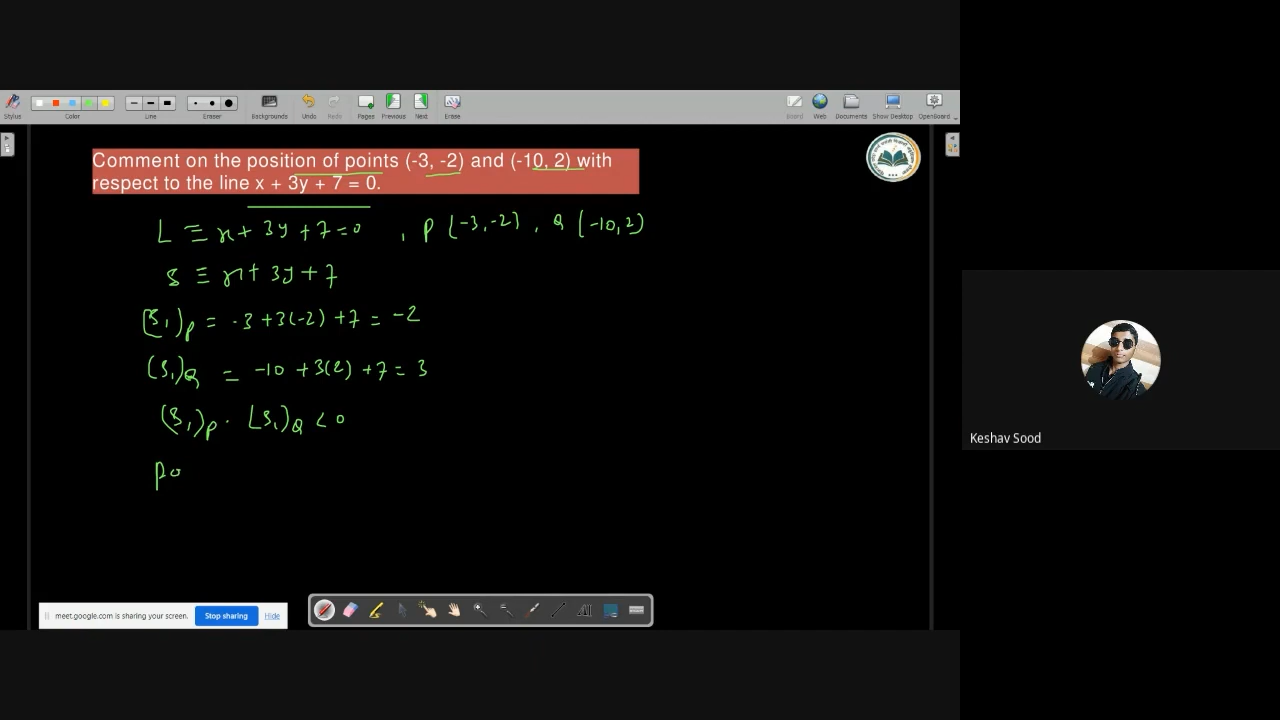 Stylus
Color
Line
Eraser
Backgrounds
Undo
Redo
Pages
Previous
Next
Erase
Board
Web
Documents
Show Desktop
OpenBoard
Comment on the position of points (-3, -2) and (-10, 2) with
respect to the line x + 3y + 7 = 0.
L ≡ x + 3y + 7 = 0 , P (-3,-2) , Q (-10,2)
S ≡ x + 3y + 7
(S₁)p = -3 + 3(-2) + 7 = -2
(S₁)Q = -10 + 3(2) + 7 = 3
(S₁)p · (S₁)Q < 0
po
Keshav Sood
meet.google.com is sharing your screen.
Stop sharing
Hide